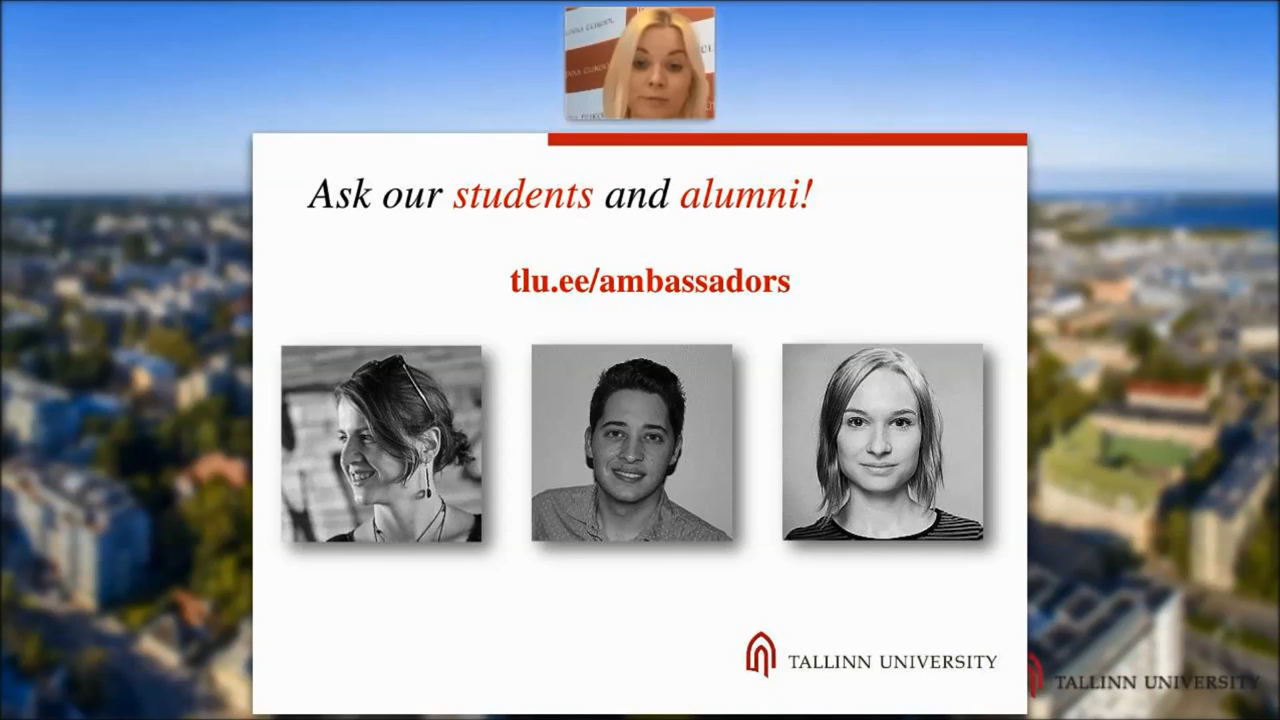 Ask our students and alumni!
tlu.ee/ambassadors
TALLINN UNIVERSITY
TALLINN UNIVERSITY